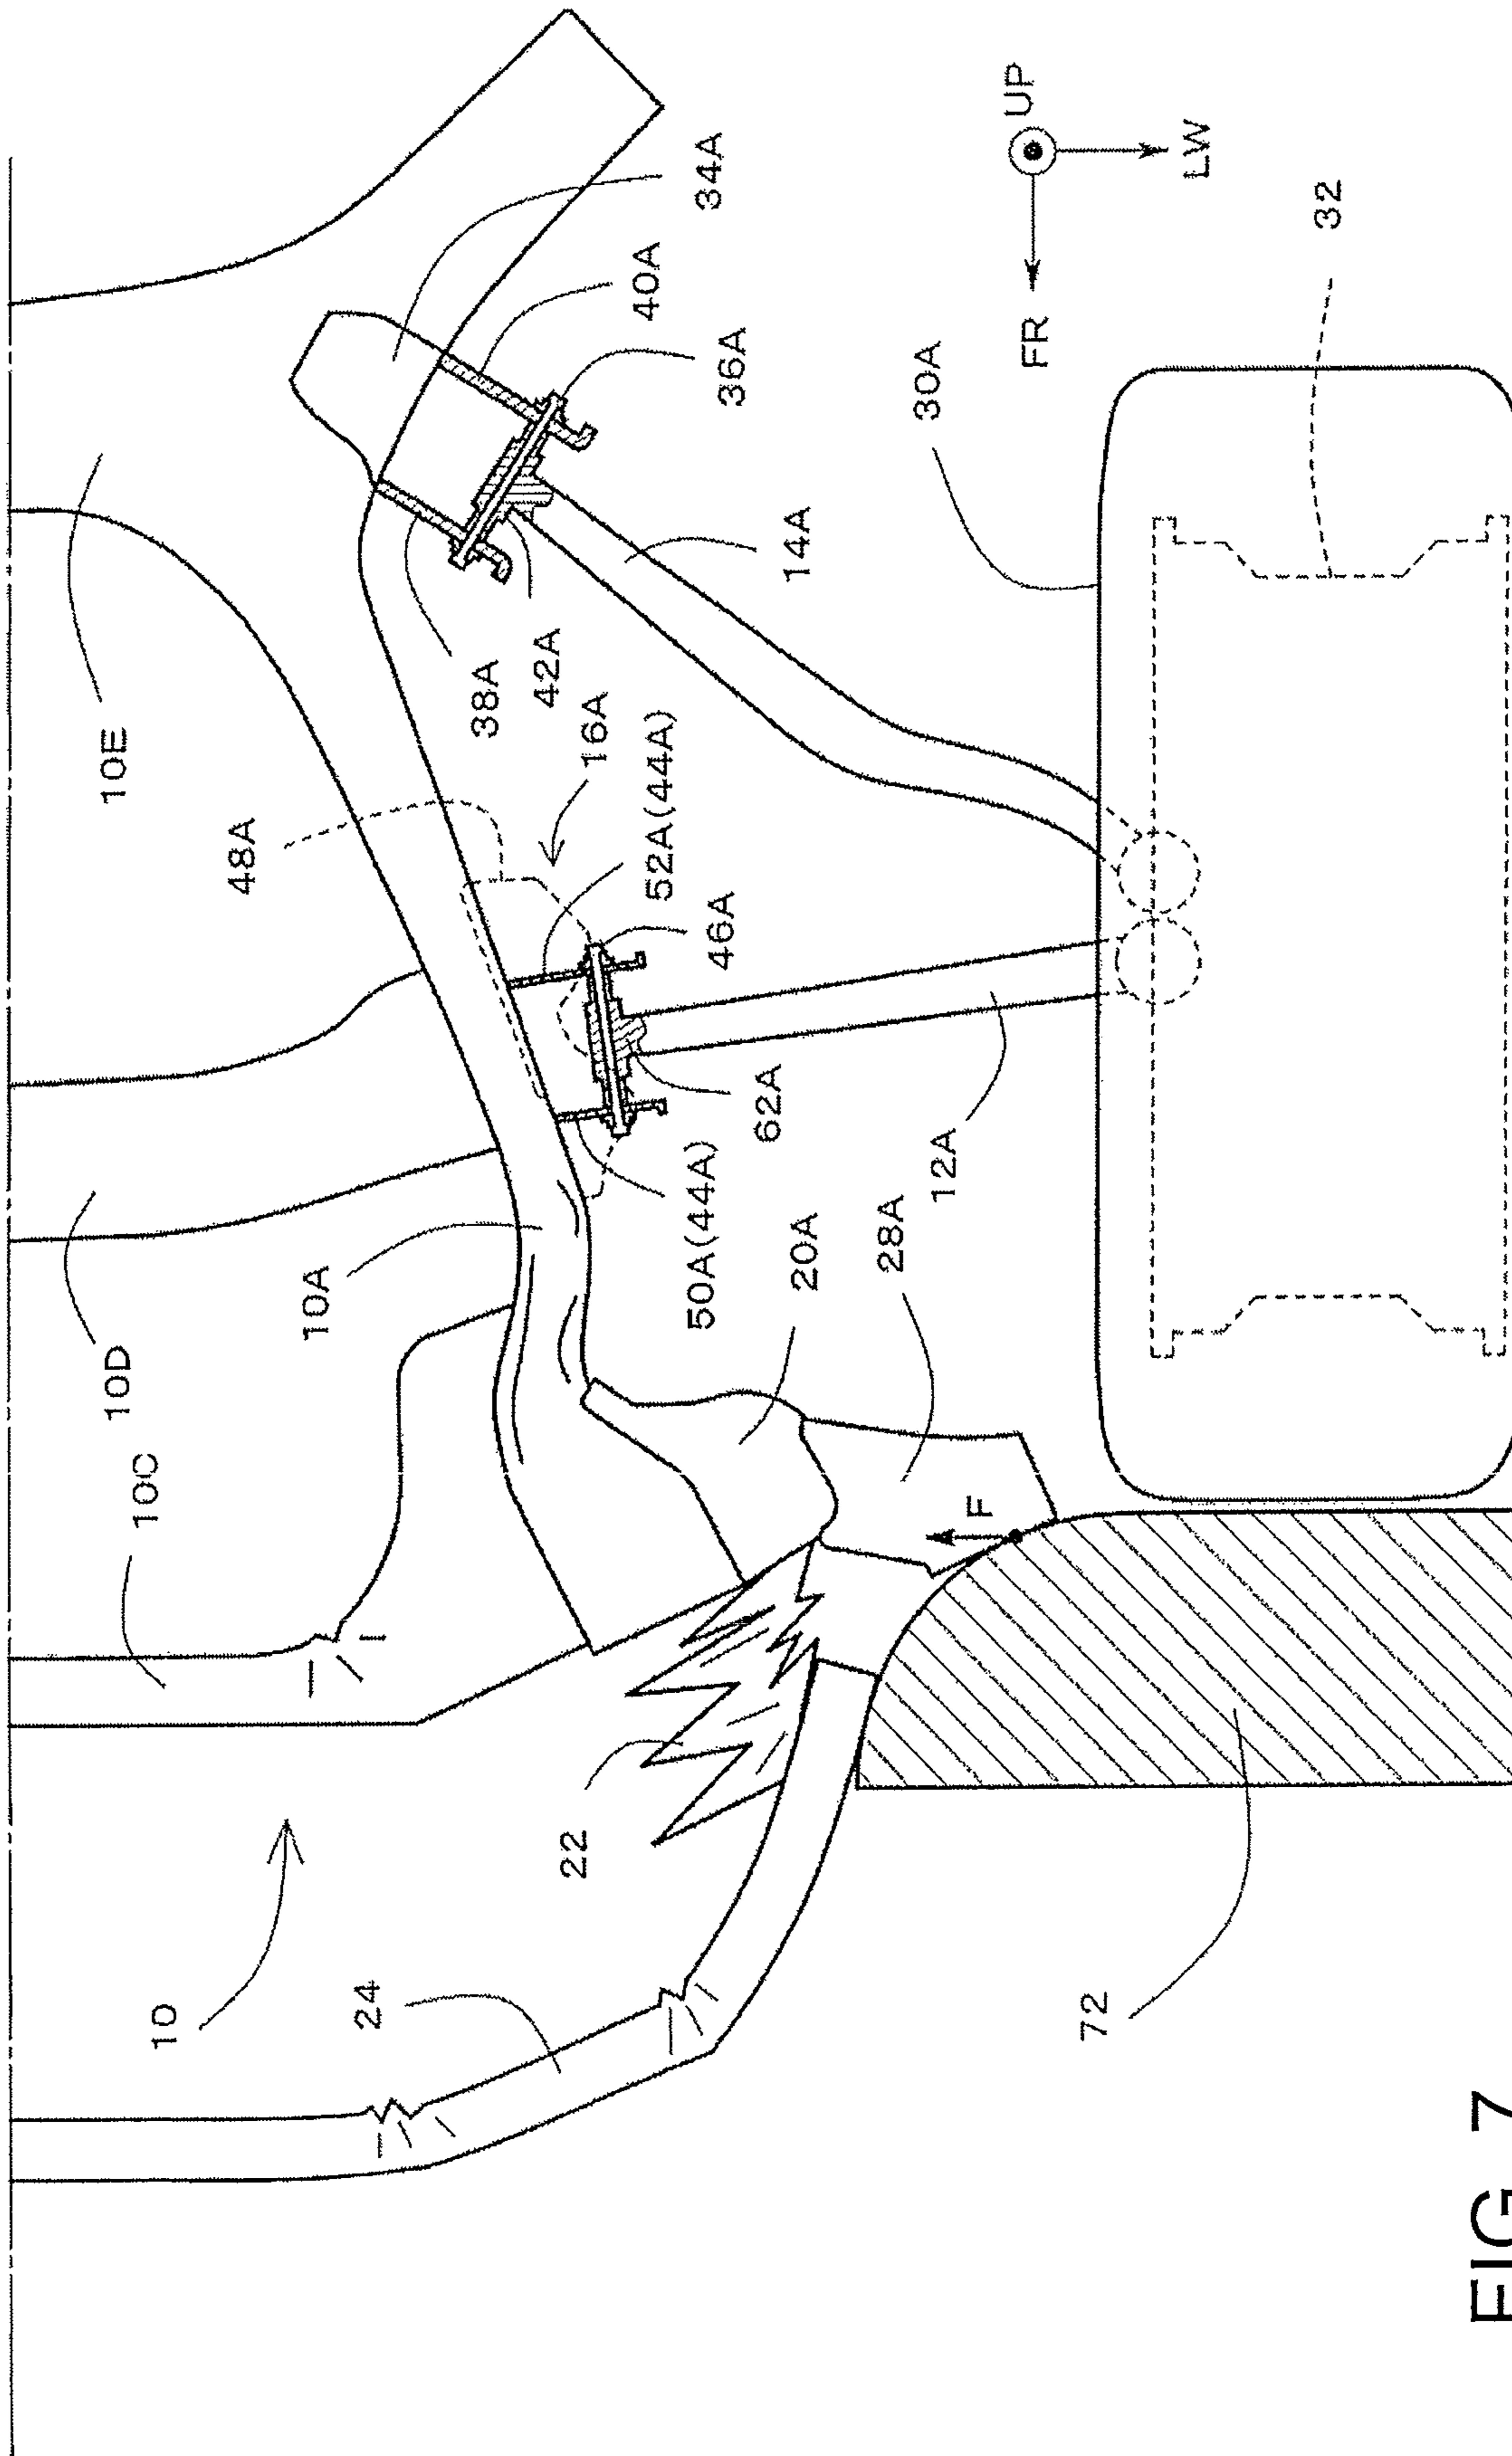 10
24
22
72
10C
10D
10A
50A(44A)
20A
28A
F
62A
12A
48A
52A(44A)
46A
16A
10E
38A
42A
14A
30A
32
34A
40A
36A
UP
FR
LW
FIG. 7